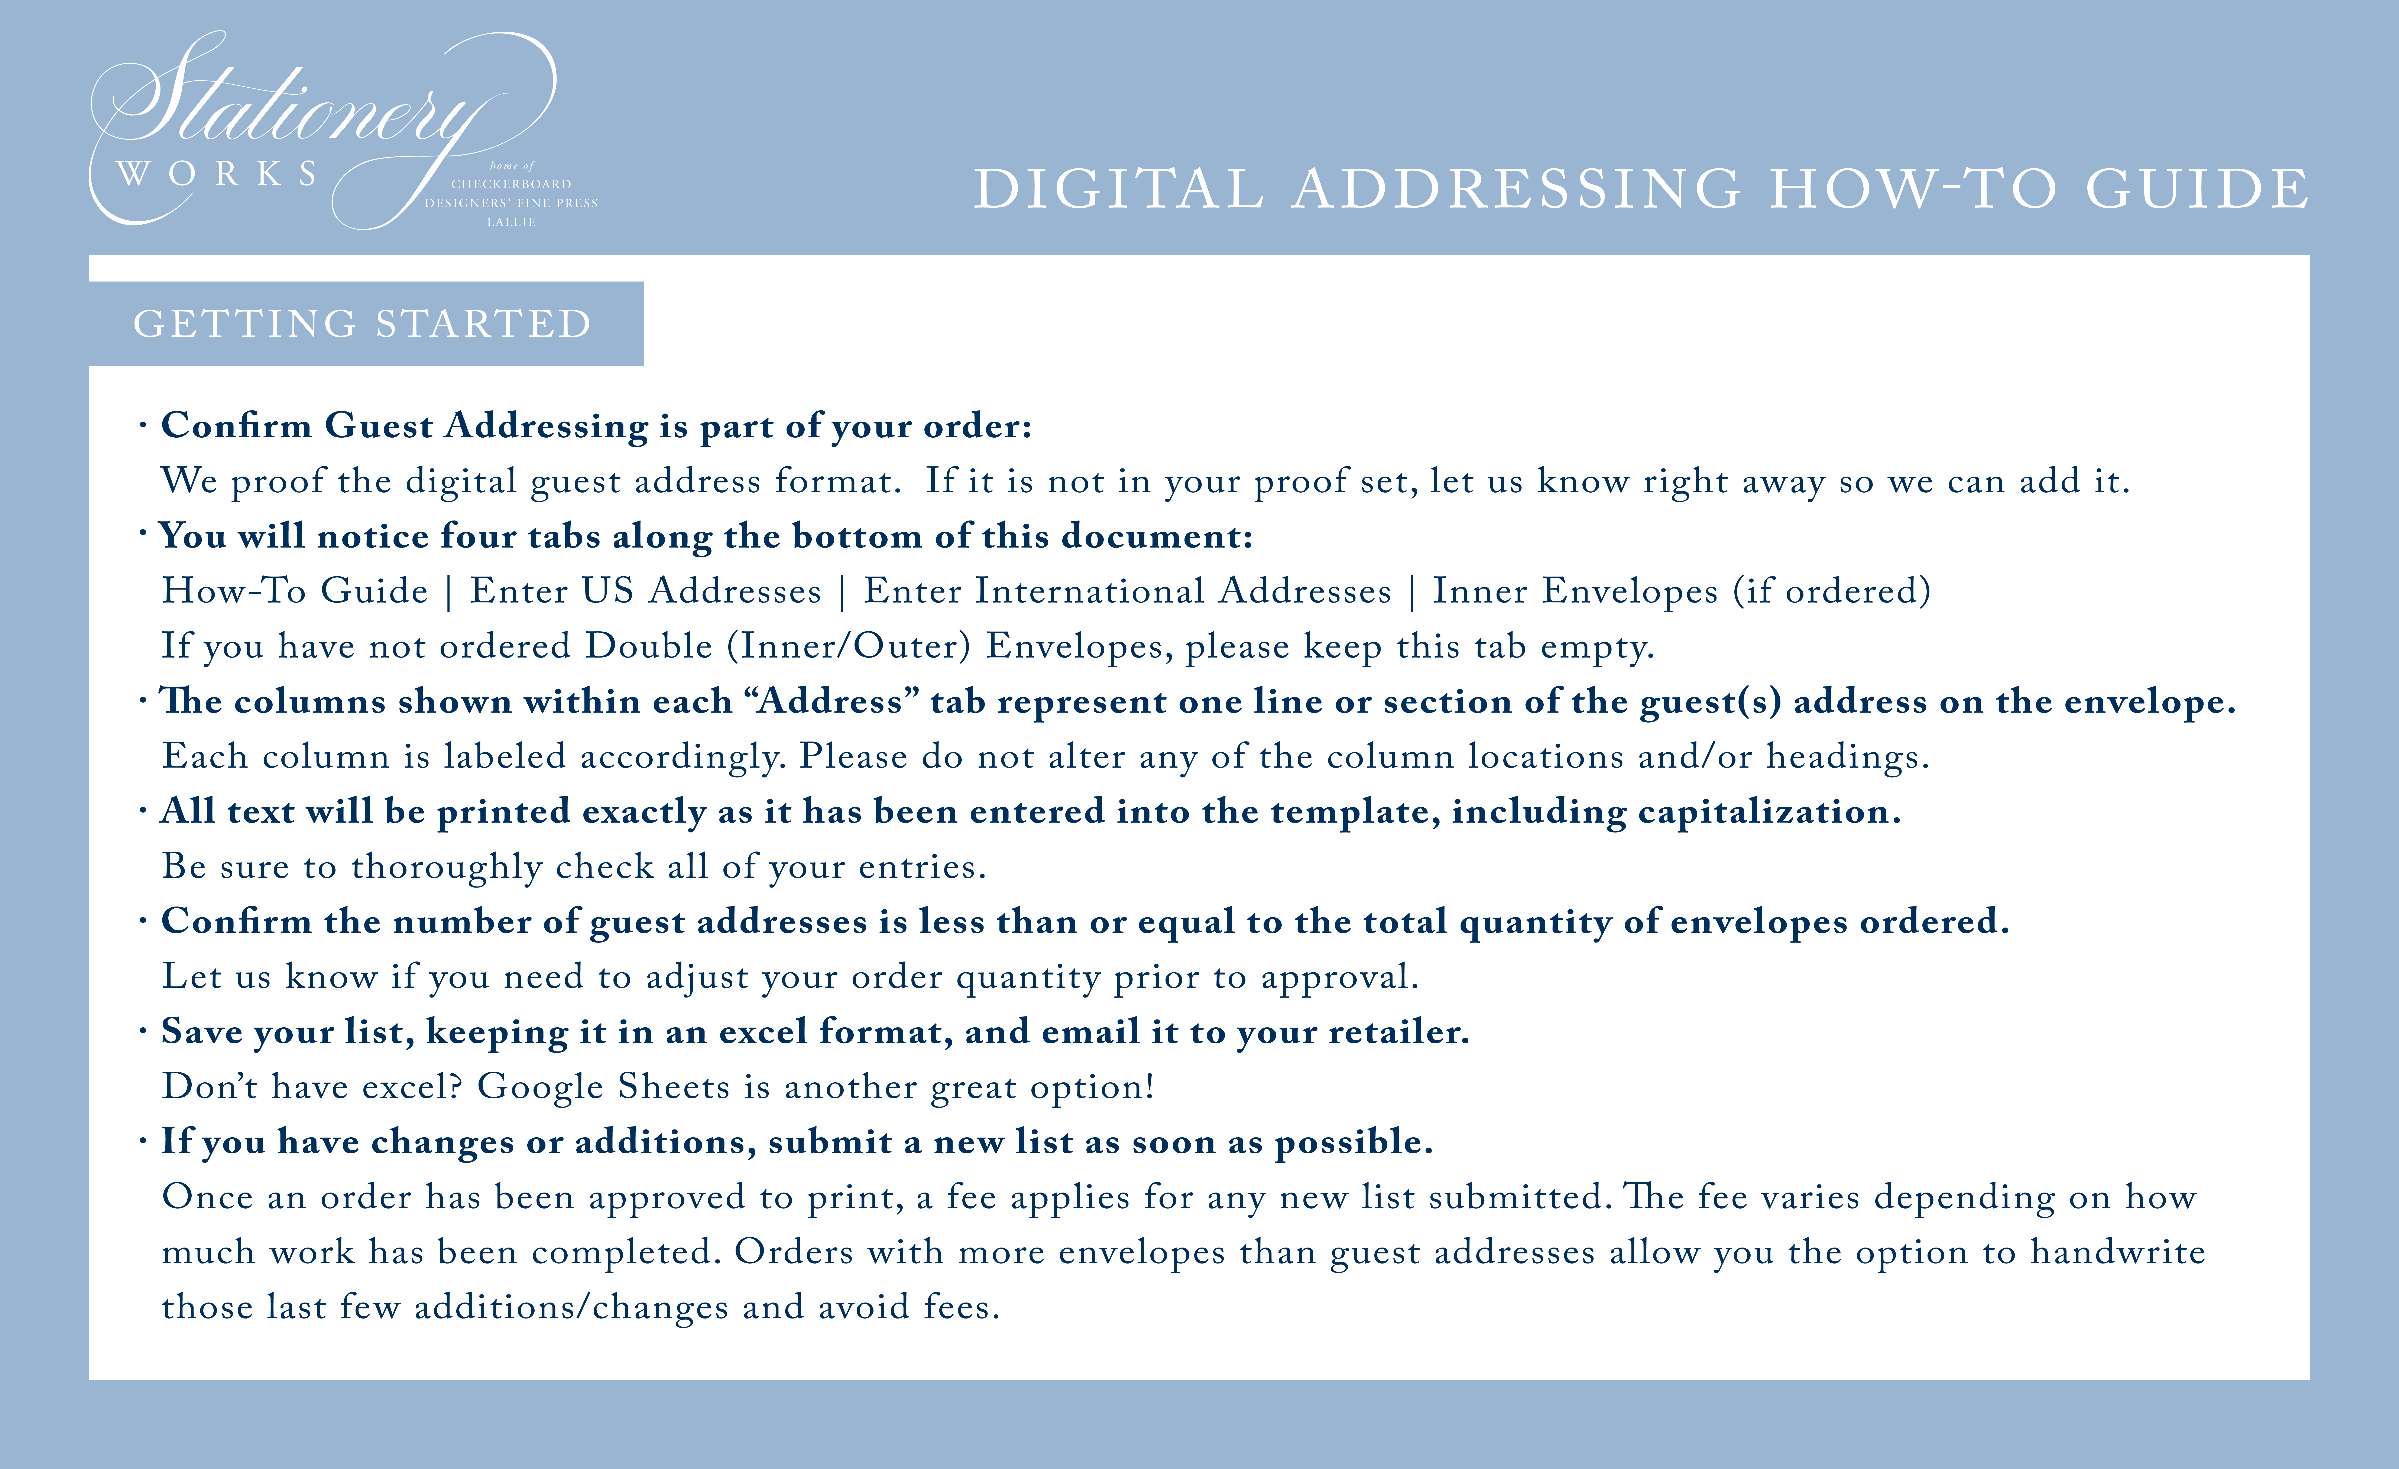 Stationery
WORKS
home of
CHECKERBOARD
DESIGNERS' FINE PRESS
LALLIE
DIGITAL ADDRESSING HOW-TO GUIDE
GETTING STARTED
· Confirm Guest Addressing is part of your order:
We proof the digital guest address format.  If it is not in your proof set, let us know right away so we can add it.
· You will notice four tabs along the bottom of this document:
How-To Guide | Enter US Addresses | Enter International Addresses | Inner Envelopes (if ordered)
If you have not ordered Double (Inner/Outer) Envelopes, please keep this tab empty.
· The columns shown within each “Address” tab represent one line or section of the guest(s) address on the envelope.
Each column is labeled accordingly. Please do not alter any of the column locations and/or headings.
· All text will be printed exactly as it has been entered into the template, including capitalization.
Be sure to thoroughly check all of your entries.
· Confirm the number of guest addresses is less than or equal to the total quantity of envelopes ordered.
Let us know if you need to adjust your order quantity prior to approval.
· Save your list, keeping it in an excel format, and email it to your retailer.
Don’t have excel? Google Sheets is another great option!
· If you have changes or additions, submit a new list as soon as possible.
Once an order has been approved to print, a fee applies for any new list submitted. The fee varies depending on how
much work has been completed. Orders with more envelopes than guest addresses allow you the option to handwrite
those last few additions/changes and avoid fees.